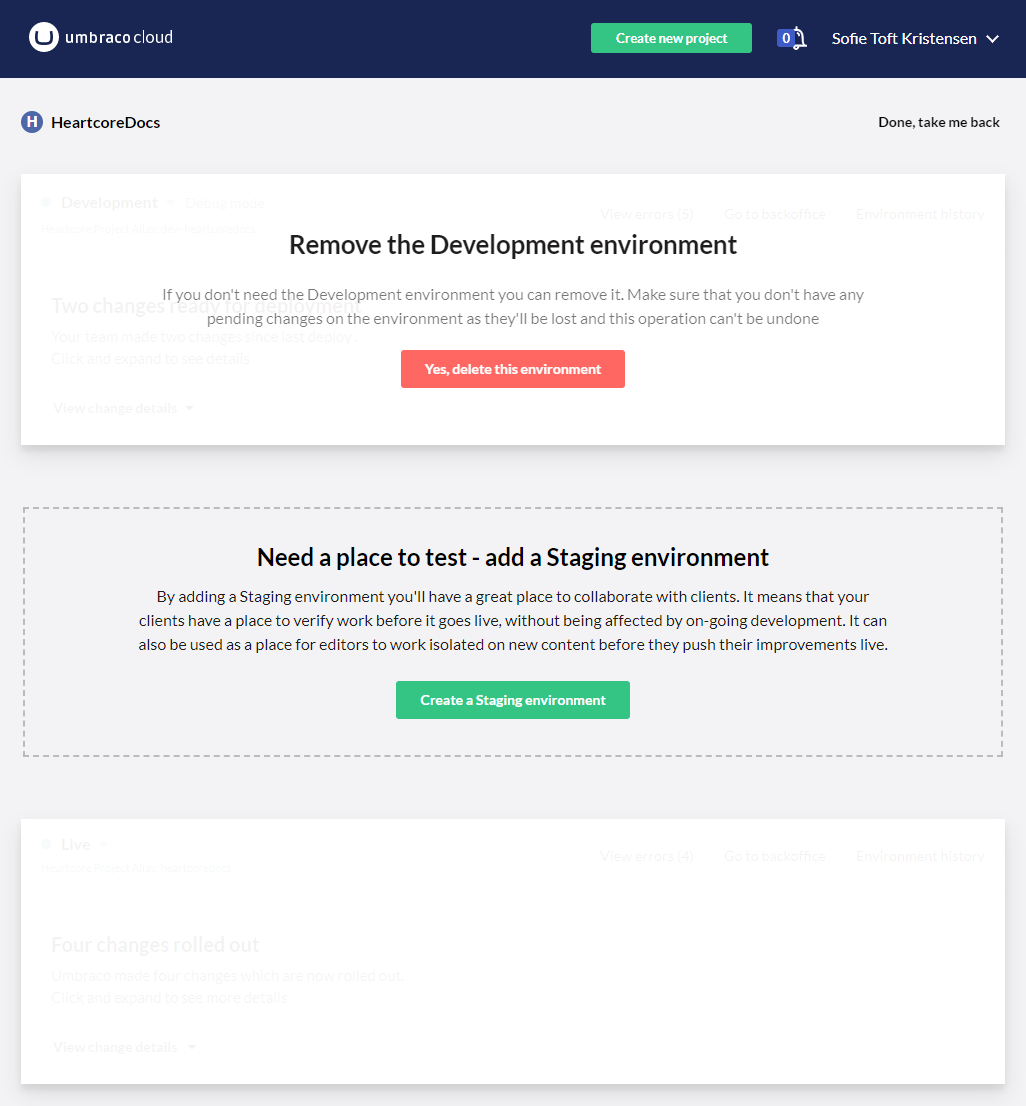 umbraco cloud
Create new project
0
Sofie Toft Kristensen
H HeartcoreDocs
Done, take me back
Development
Debug mode
View errors (5)
Go to backoffice
Environment history
Remove the Development environment
If you don't need the Development environment you can remove it. Make sure that you don't have any
pending changes on the environment as they'll be lost and this operation can't be undone
Two changes ready for deployment
Your team made two changes since last deploy.
Click and expand to see details
Yes, delete this environment
View change details
Need a place to test - add a Staging environment
By adding a Staging environment you'll have a great place to collaborate with clients. It means that your
clients have a place to verify work before it goes live, without being affected by on-going development. It can
also be used as a place for editors to work isolated on new content before they push their improvements live.
Create a Staging environment
Live
View errors (4)
Go to backoffice
Environment history
Heartcore Project Alias: heartcoredocs
Four changes rolled out
Umbraco made four changes which are now rolled out.
Click and expand to see more details
View change details